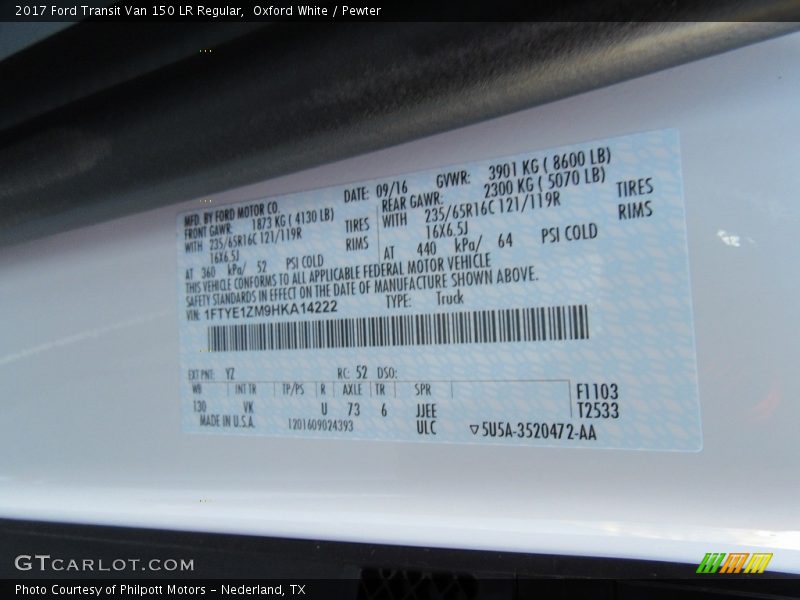 2017 Ford Transit Van 150 LR Regular, Oxford White / Pewter
MFD. BY FORD MOTOR CO. DATE: 09/16 GVWR: 3901 KG ( 8600 LB)
FRONT GAWR: 1873 KG ( 4130 LB) REAR GAWR: 2300 KG ( 5070 LB)
WITH 235/65R16C 121/119R TIRES WITH 235/65R16C 121/119R TIRES
16X6.5J RIMS 16X6.5J RIMS
AT 360 kPa/ 52 PSI COLD AT 440 kPa/ 64 PSI COLD
THIS VEHICLE CONFORMS TO ALL APPLICABLE FEDERAL MOTOR VEHICLE
SAFETY STANDARDS IN EFFECT ON THE DATE OF MANUFACTURE SHOWN ABOVE.
VIN: 1FTYE1ZM9HKA14222 TYPE: Truck
EXT PNT: YZ RC: 52 DSO:
WB INT TR TP/PS R AXLE TR SPR F1103
130 VK U 73 6 JJEE T2533
MADE IN U.S.A. 1201609024393 ULC ▽5U5A-3520472-AA
GTCARLOT.COM
Photo Courtesy of Philpott Motors - Nederland, TX